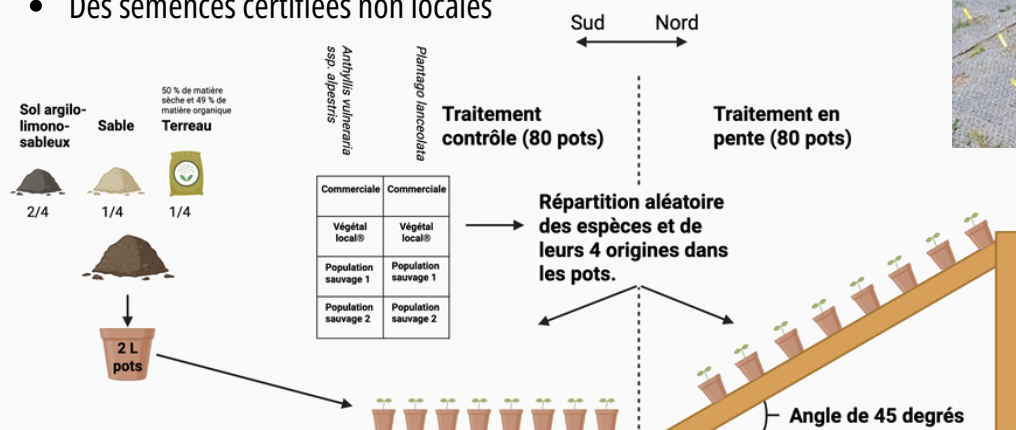 Des semences certifiées non locales
Sud
Nord
50 % de matière
sèche et 49 % de
matière organique
Sol argilo-
limono-
sableux
Sable
Terreau
2/4
1/4
1/4
2 L
pots
Anthyllis vulneraria
ssp. alpestris
Plantago lanceolata
Commerciale
Commerciale
Végétal
local®
Végétal
local®
Population
sauvage 1
Population
sauvage 1
Population
sauvage 2
Population
sauvage 2
Traitement
contrôle (80 pots)
Traitement en
pente (80 pots)
Répartition aléatoire
des espèces et de
leurs 4 origines dans
les pots.
Angle de 45 degrés